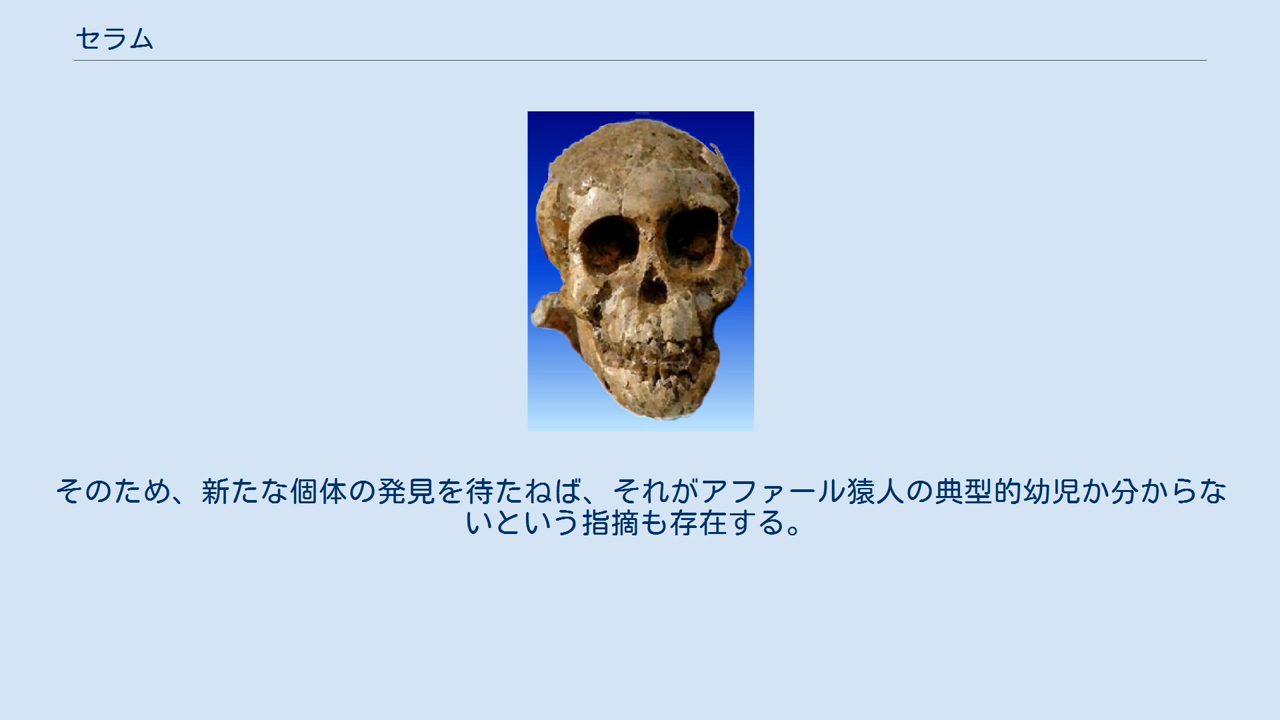 セラム
そのため、新たな個体の発見を待たねば、それがアファール猿人の典型的幼児か分からな
いという指摘も存在する。